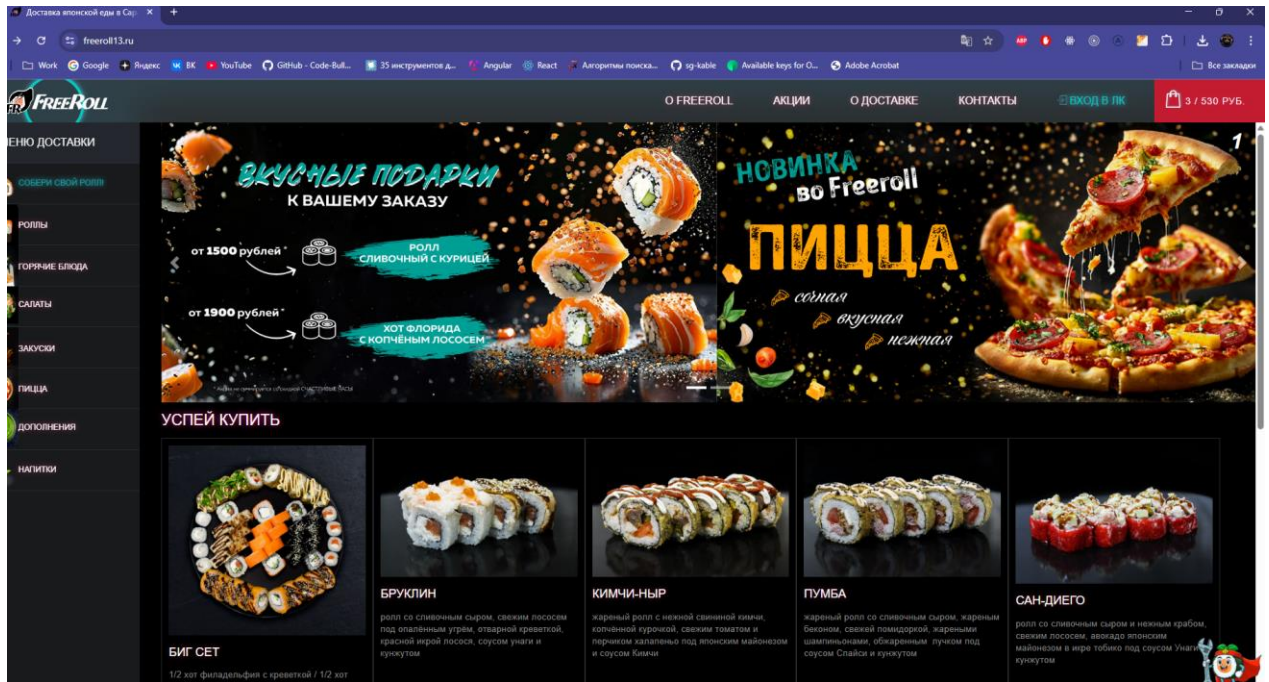 Доставка японской еды в Сар
freeroll13.ru
Work Google Яндекс ВК YouTube GitHub - Code-Bull... 35 инструментов д... Angular React Алгоритмы поиска... sg-kable Available keys for O... Adobe Acrobat Все закладки
FREEROLL
О FREEROLL АКЦИИ О ДОСТАВКЕ КОНТАКТЫ ВХОД В ЛК 3 / 530 РУБ.
ЕНЮ ДОСТАВКИ
СОБЕРИ СВОЙ РОЛЛ!
РОЛЛЫ
ГОРЯЧИЕ БЛЮДА
САЛАТЫ
ЗАКУСКИ
ПИЦЦА
ДОПОЛНЕНИЯ
НАПИТКИ
ВКУСНЫЕ ПОДАРКИ
К ВАШЕМУ ЗАКАЗУ
от 1500 рублей *
РОЛЛ
СЛИВОЧНЫЙ С КУРИЦЕЙ
от 1900 рублей *
ХОТ ФЛОРИДА
С КОПЧЁНЫМ ЛОСОСЕМ
1
НОВИНКА
во Freeroll
ПИЦЦА
сочная
вкусная
нежная
УСПЕЙ КУПИТЬ
БИГ СЕТ
1/2 хот филадельфия с креветкой / 1/2 хот
БРУКЛИН
ролл со сливочным сыром, свежим лососем
под опалённым угрём, отварной креветкой,
красной икрой лосося, соусом унаги и
кунжутом
КИМЧИ-НЫР
жареный ролл с нежной свининой кимчи,
копчённой курочкой, свежим томатом и
перчиком халапеньо под японским майонезом
и соусом Кимчи
ПУМБА
жареный ролл со сливочным сыром, жареным
беконом, свежей помидоркой, жареными
шампиньонами, обжаренным лучком под
соусом Спайси и кунжутом
САН-ДИЕГО
ролл со сливочным сыром и нежным крабом,
свежим лососем, авокадо японским
майонезом в икре тобико под соусом Унаги
кунжутом